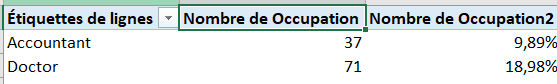 Étiquettes de lignes Nombre de Occupation Nombre de Occupation2
Accountant 37 9,89%
Doctor 71 18,98%